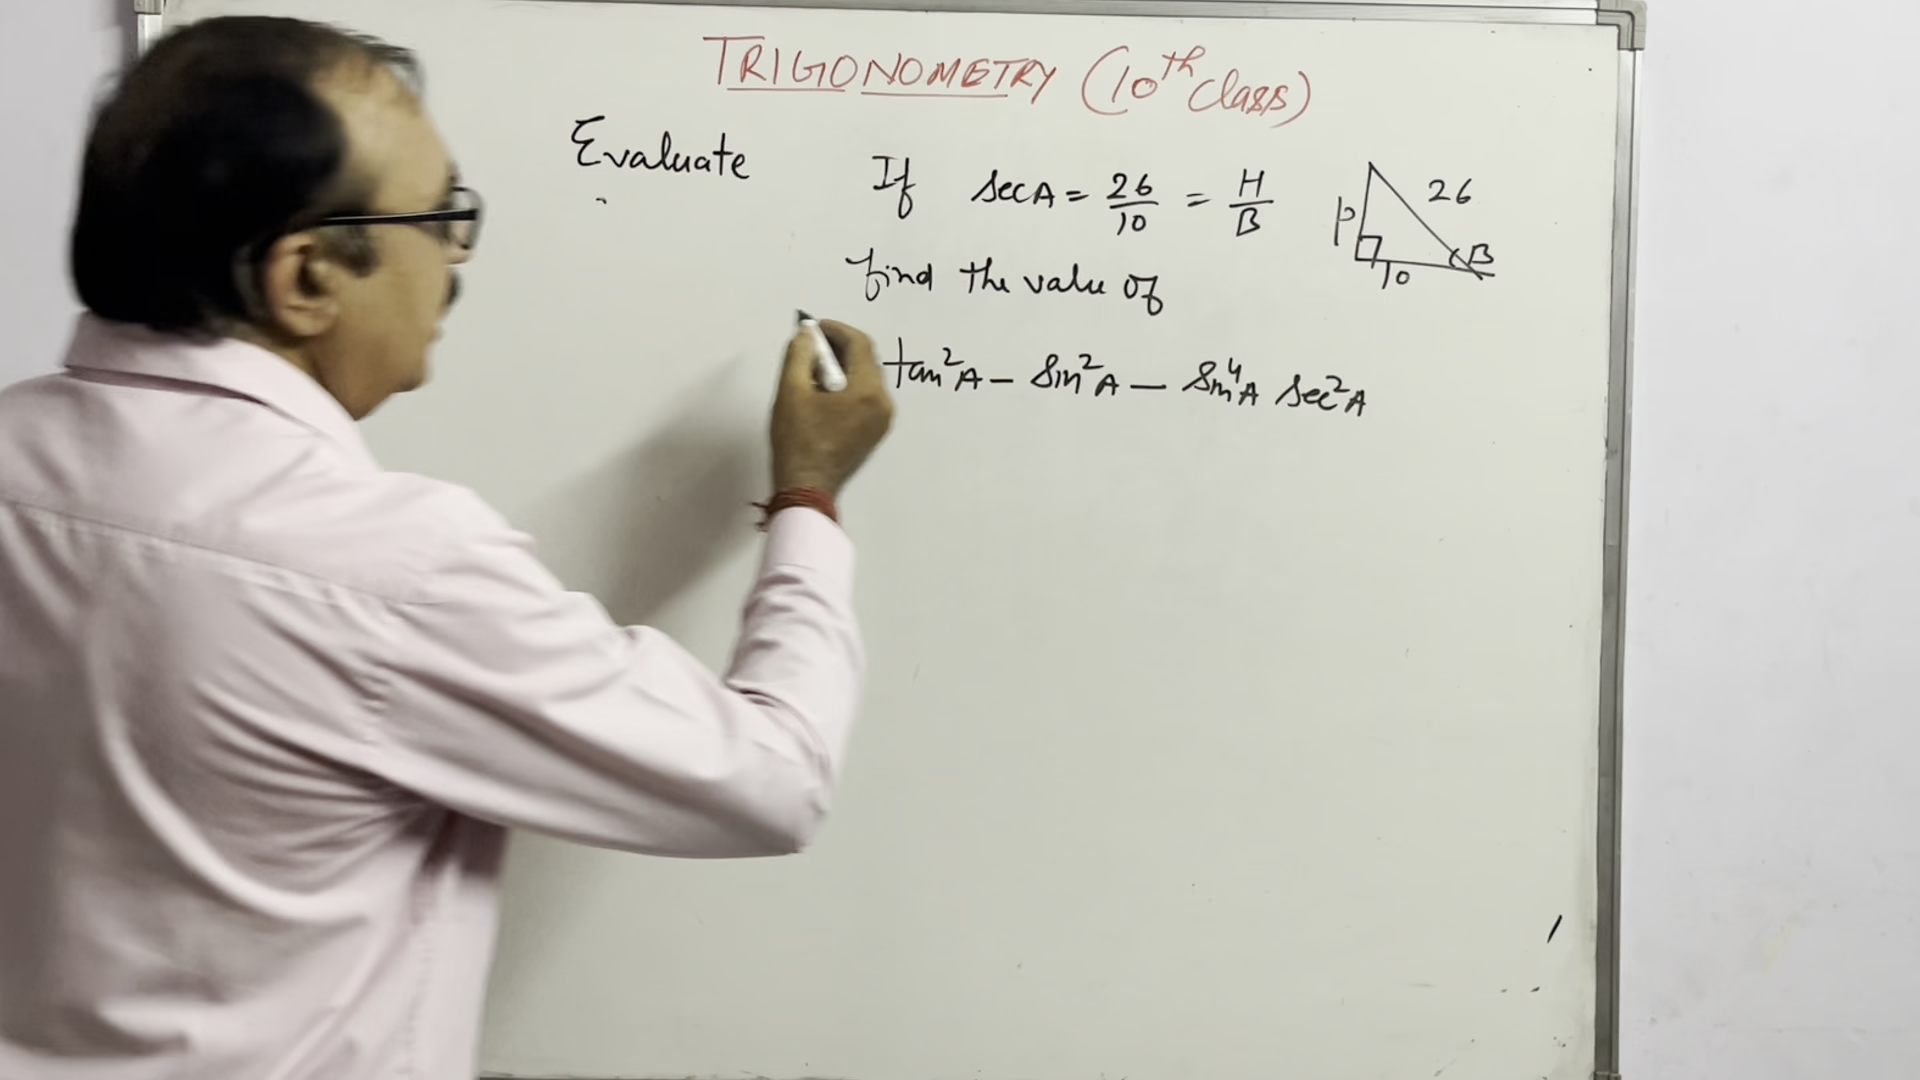 TRIGONOMETRY (10th Class)
Evaluate
If secA = 26/10 = H/B
find the value of
tan²A - Sin²A - Sin⁴A Sec²A
P
26
10
B